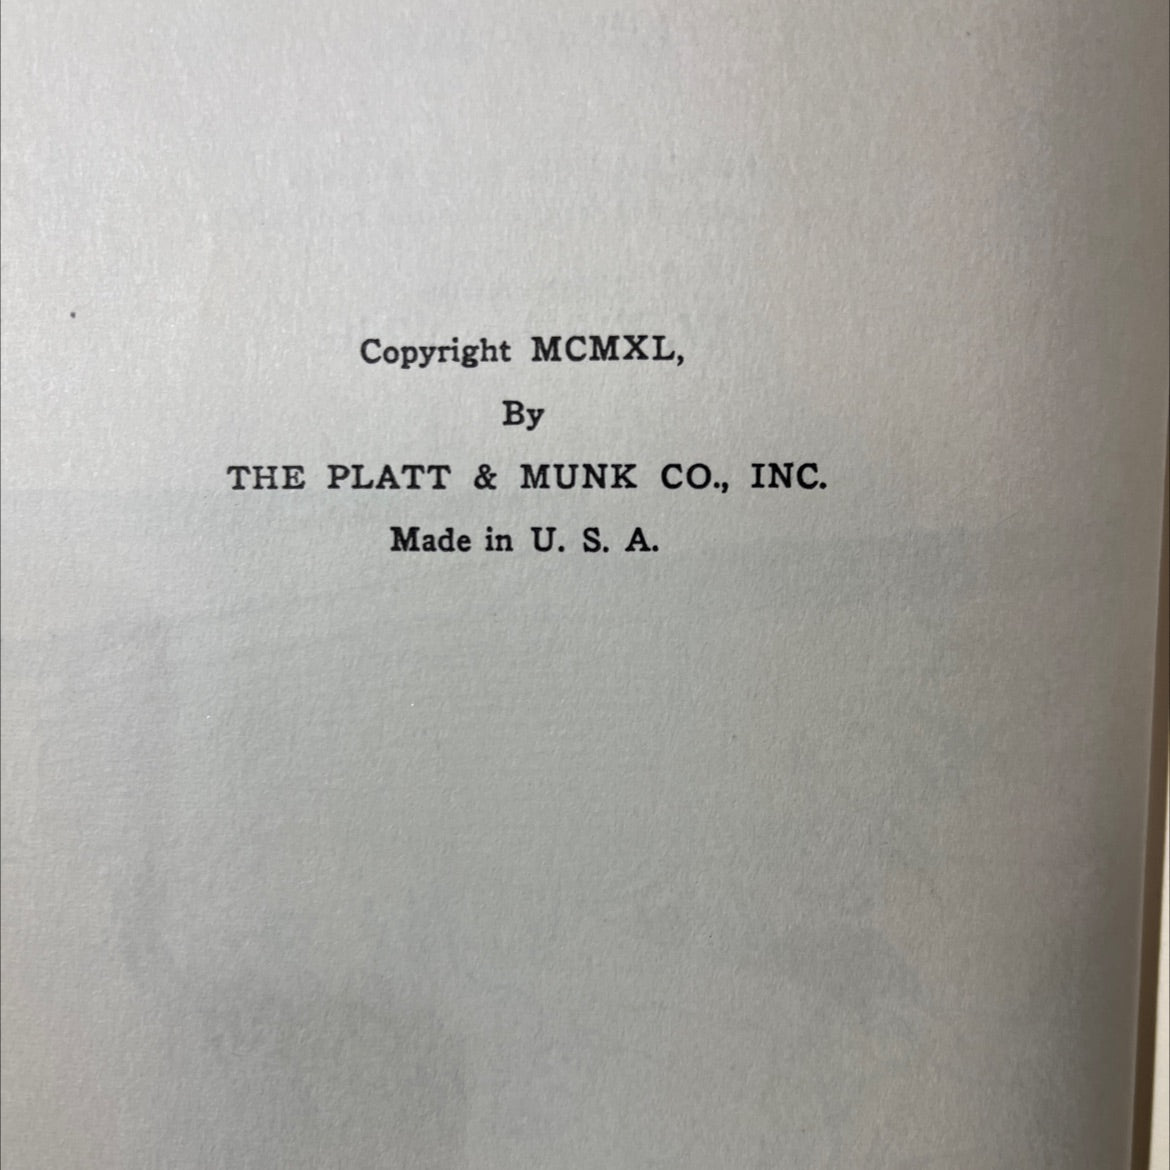 Copyright MCMXL,
By
THE PLATT & MUNK CO., INC.
Made in U. S. A.